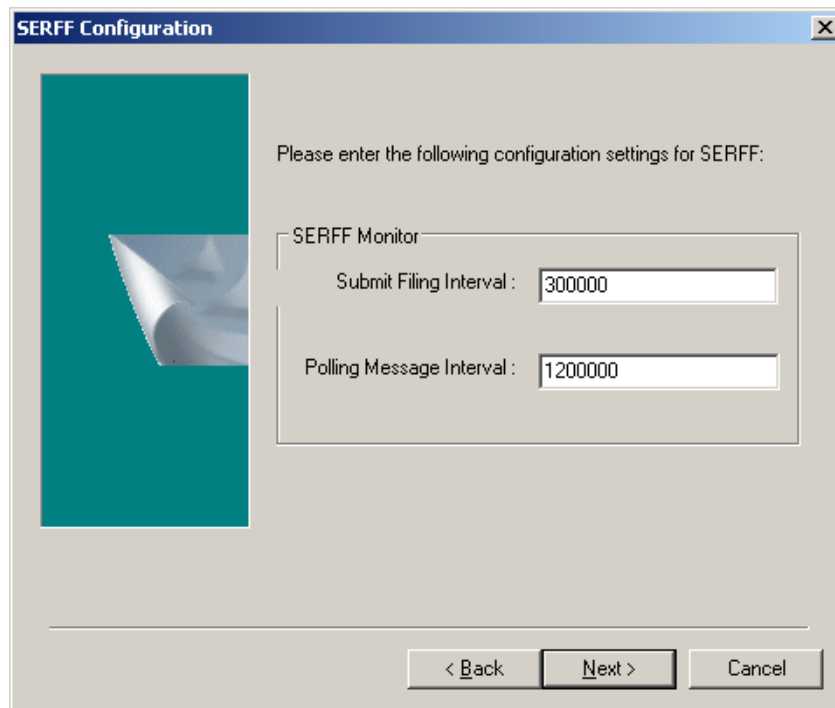 SERFF Configuration
Please enter the following configuration settings for SERFF:
SERFF Monitor
Submit Filing Interval : 300000
Polling Message Interval : 1200000
< Back Next > Cancel